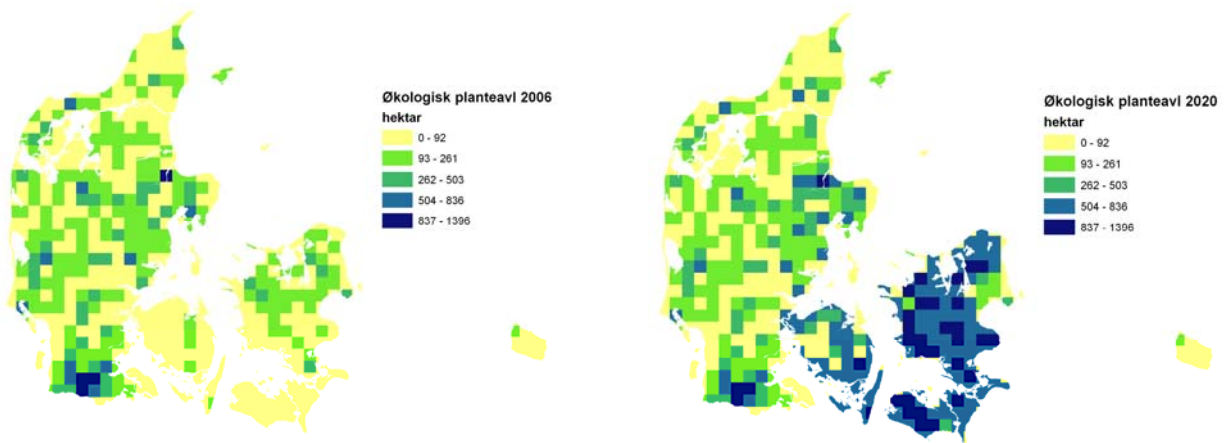 Økologisk planteavl 2006
hektar
0 - 92
93 - 261
262 - 503
504 - 836
837 - 1396
Økologisk planteavl 2020
hektar
0 - 92
93 - 261
262 - 503
504 - 836
837 - 1396